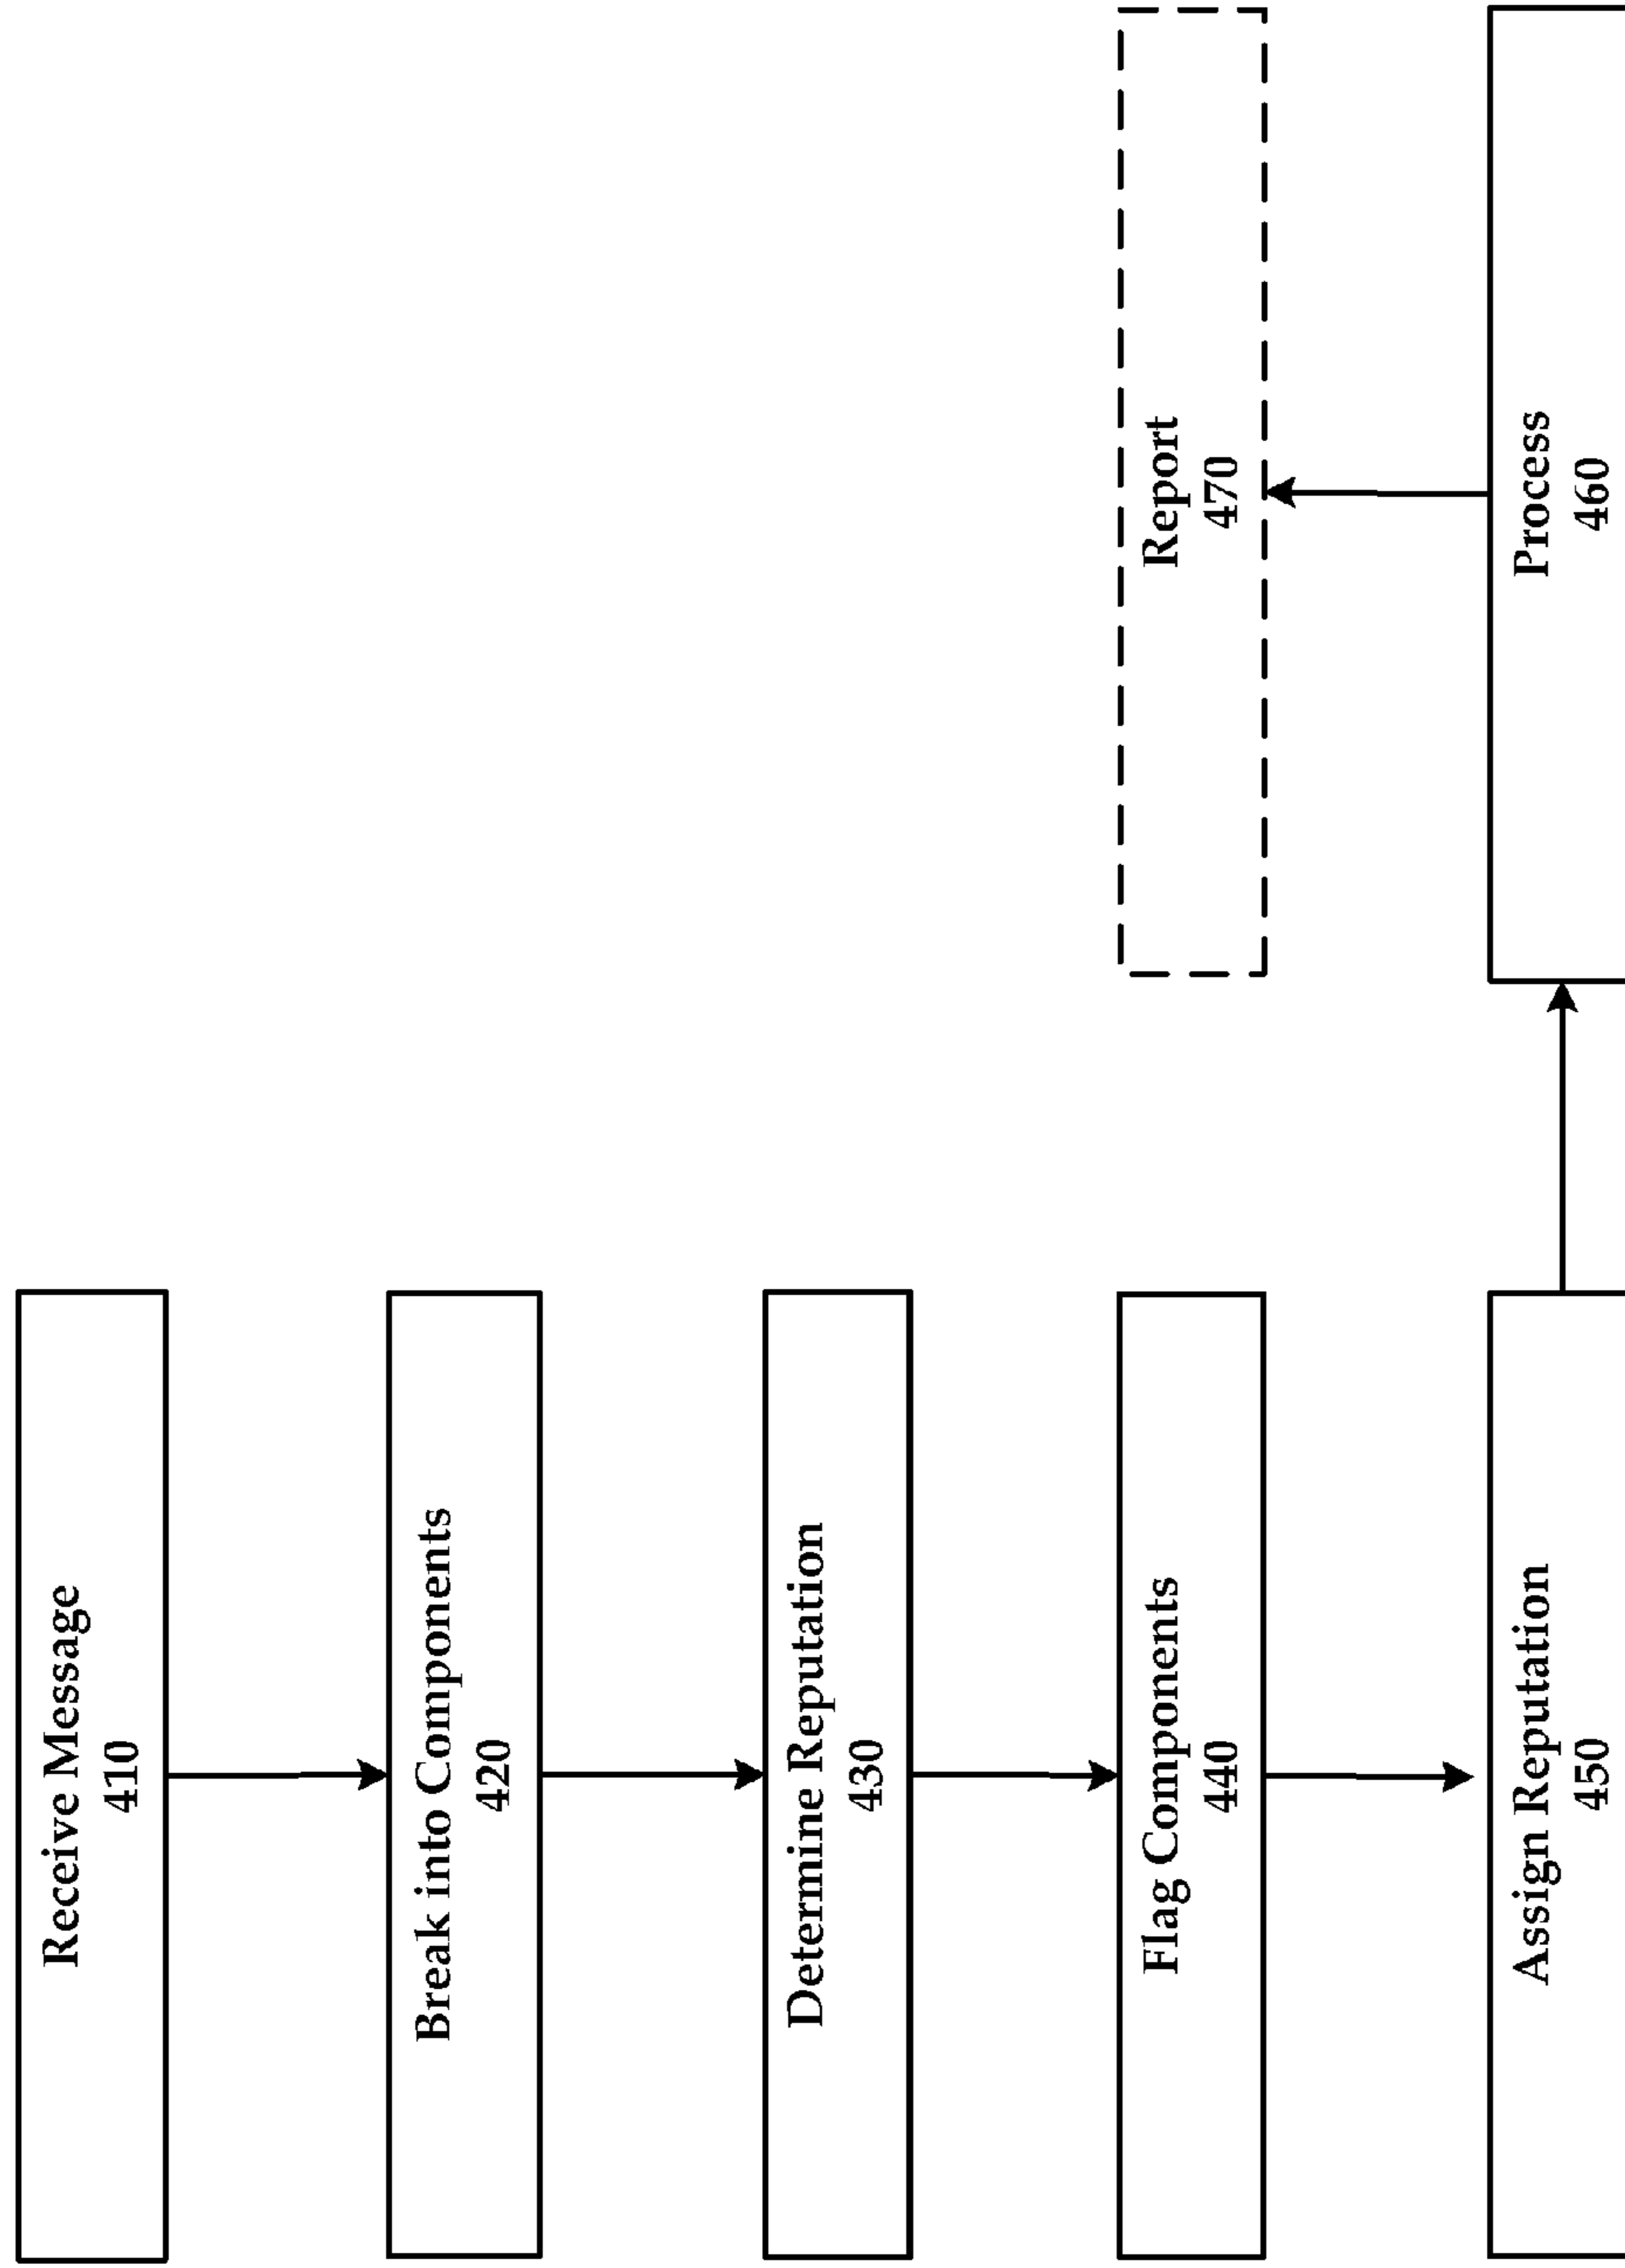 Receive Message
410
Break into Components
420
Determine Reputation
430
Flag Components
440
Assign Reputation
450
Process
460
Report
470